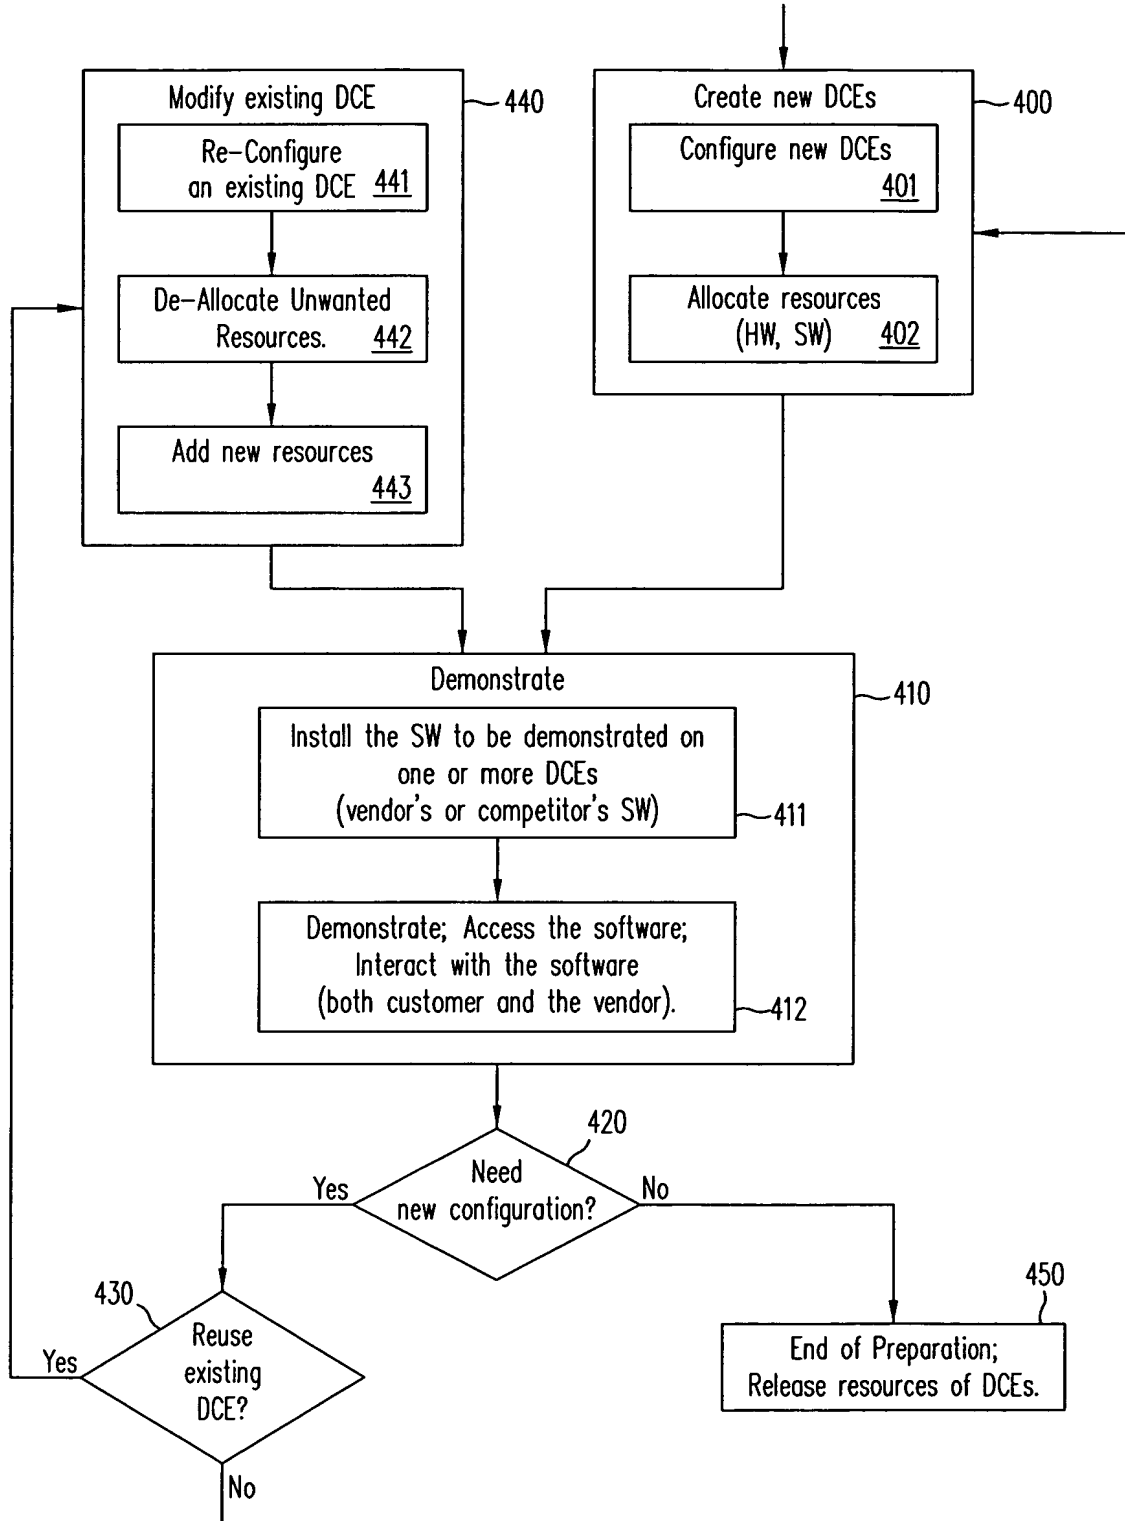 Modify existing DCE
440
Re-Configure
an existing DCE 441
De-Allocate Unwanted
Resources. 442
Add new resources
443
Create new DCEs
400
Configure new DCEs
401
Allocate resources
(HW, SW) 402
Demonstrate
410
Install the SW to be demonstrated on
one or more DCEs
(vendor's or competitor's SW)
411
Demonstrate; Access the software;
Interact with the software
(both customer and the vendor).
412
420
Need
new configuration?
Yes
No
430
Reuse
existing
DCE?
Yes
No
450
End of Preparation;
Release resources of DCEs.